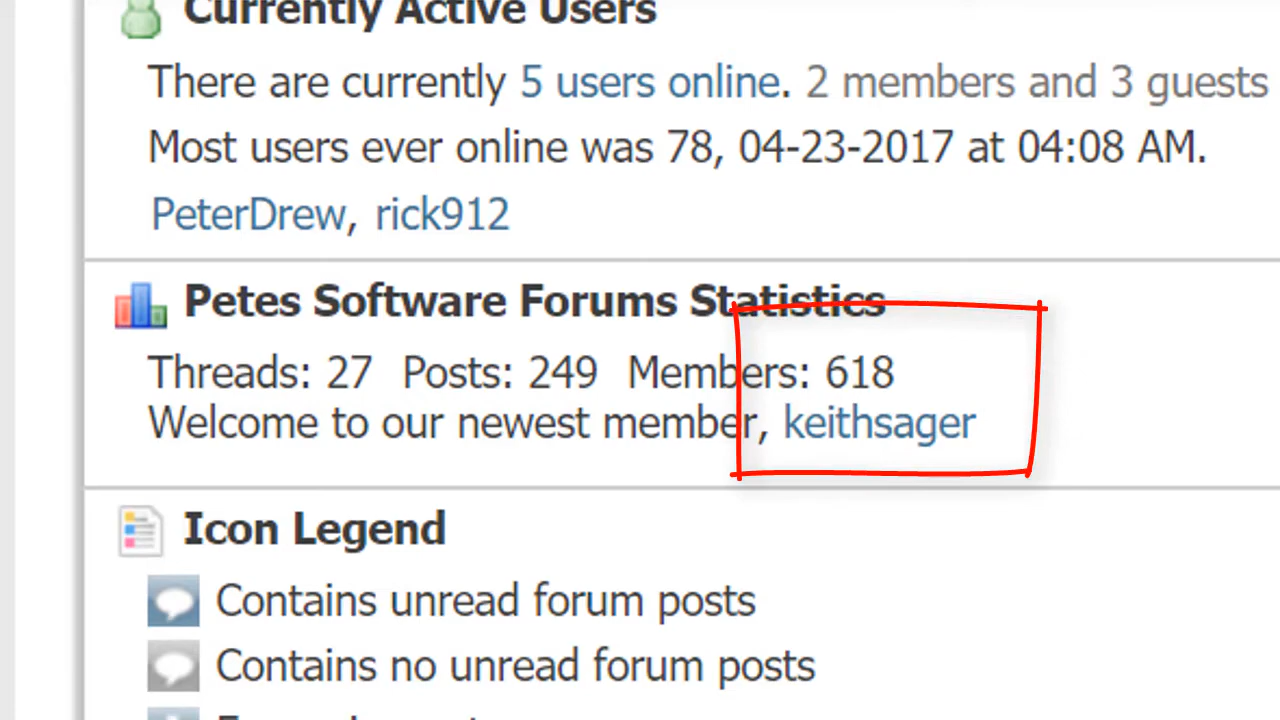 Currently Active Users
There are currently 5 users online. 2 members and 3 guests
Most users ever online was 78, 04-23-2017 at 04:08 AM.
PeterDrew, rick912
Petes Software Forums Statistics
Threads: 27 Posts: 249 Members: 618
Welcome to our newest member, keithsager
Icon Legend
Contains unread forum posts
Contains no unread forum posts